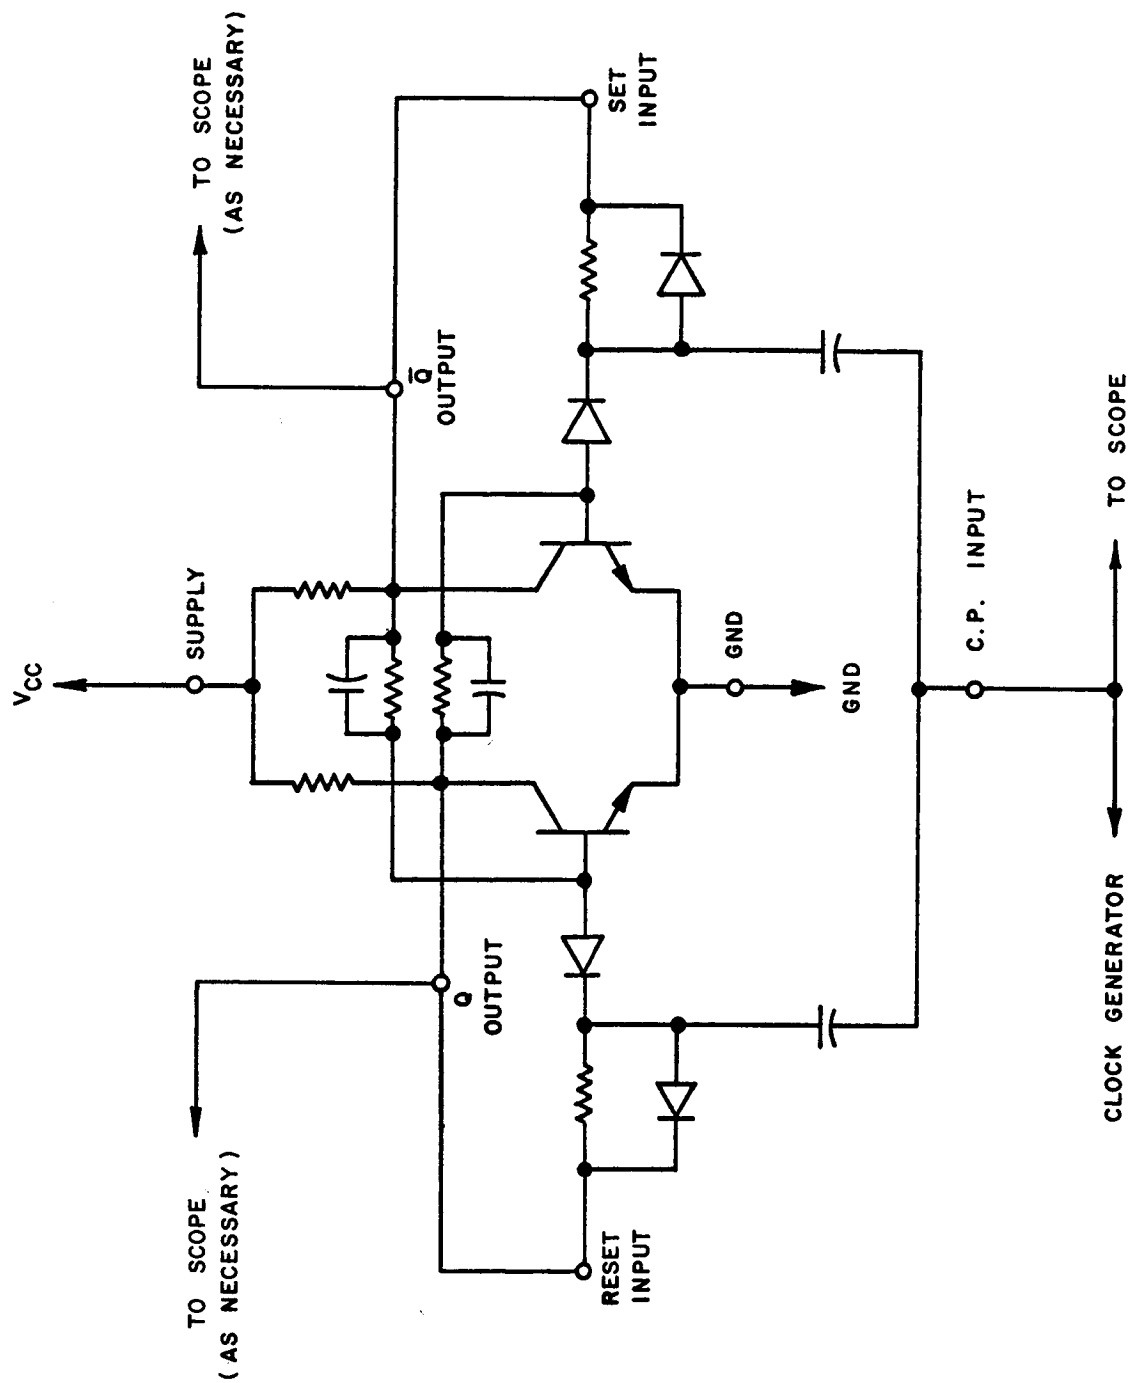 TO SCOPE
(AS NECESSARY)
TO SCOPE
(AS NECESSARY)
VCC
SUPPLY
Q
OUTPUT
Q̅
OUTPUT
RESET
INPUT
SET
INPUT
GND
GND
C.P. INPUT
CLOCK GENERATOR
TO SCOPE